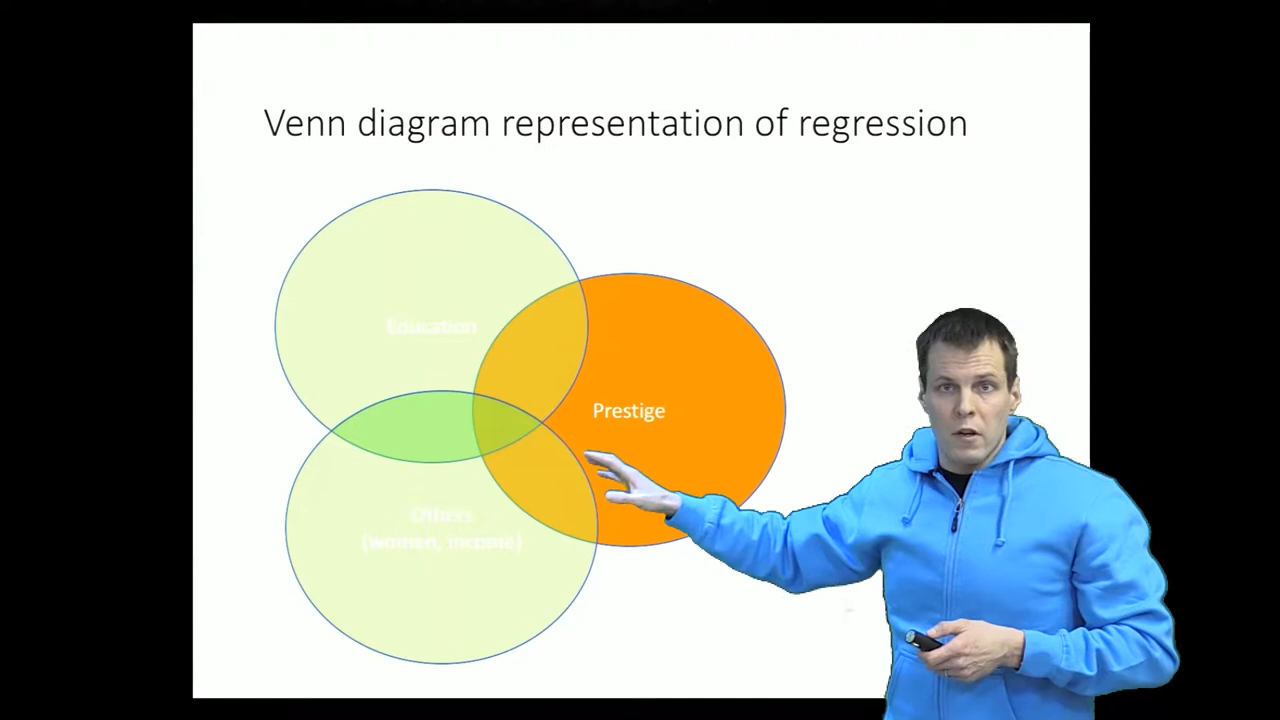 Venn diagram representation of regression
Education
Prestige
Others
(women, income)